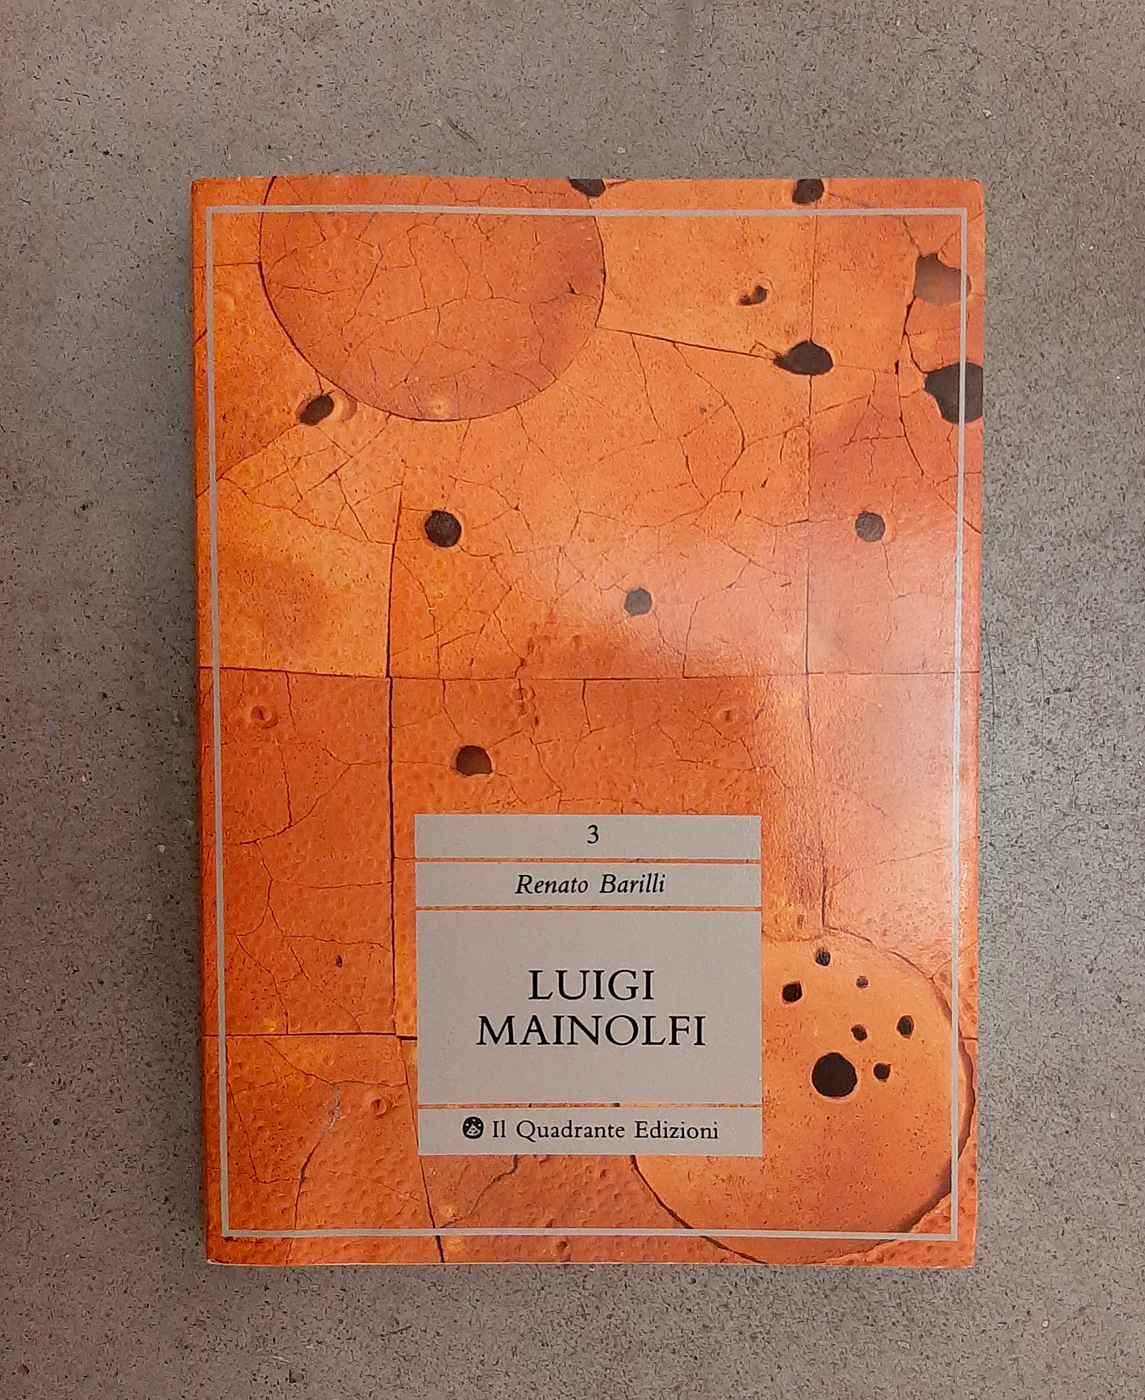 3
Renato Barilli
LUIGI
MAINOLFI
Il Quadrante Edizioni